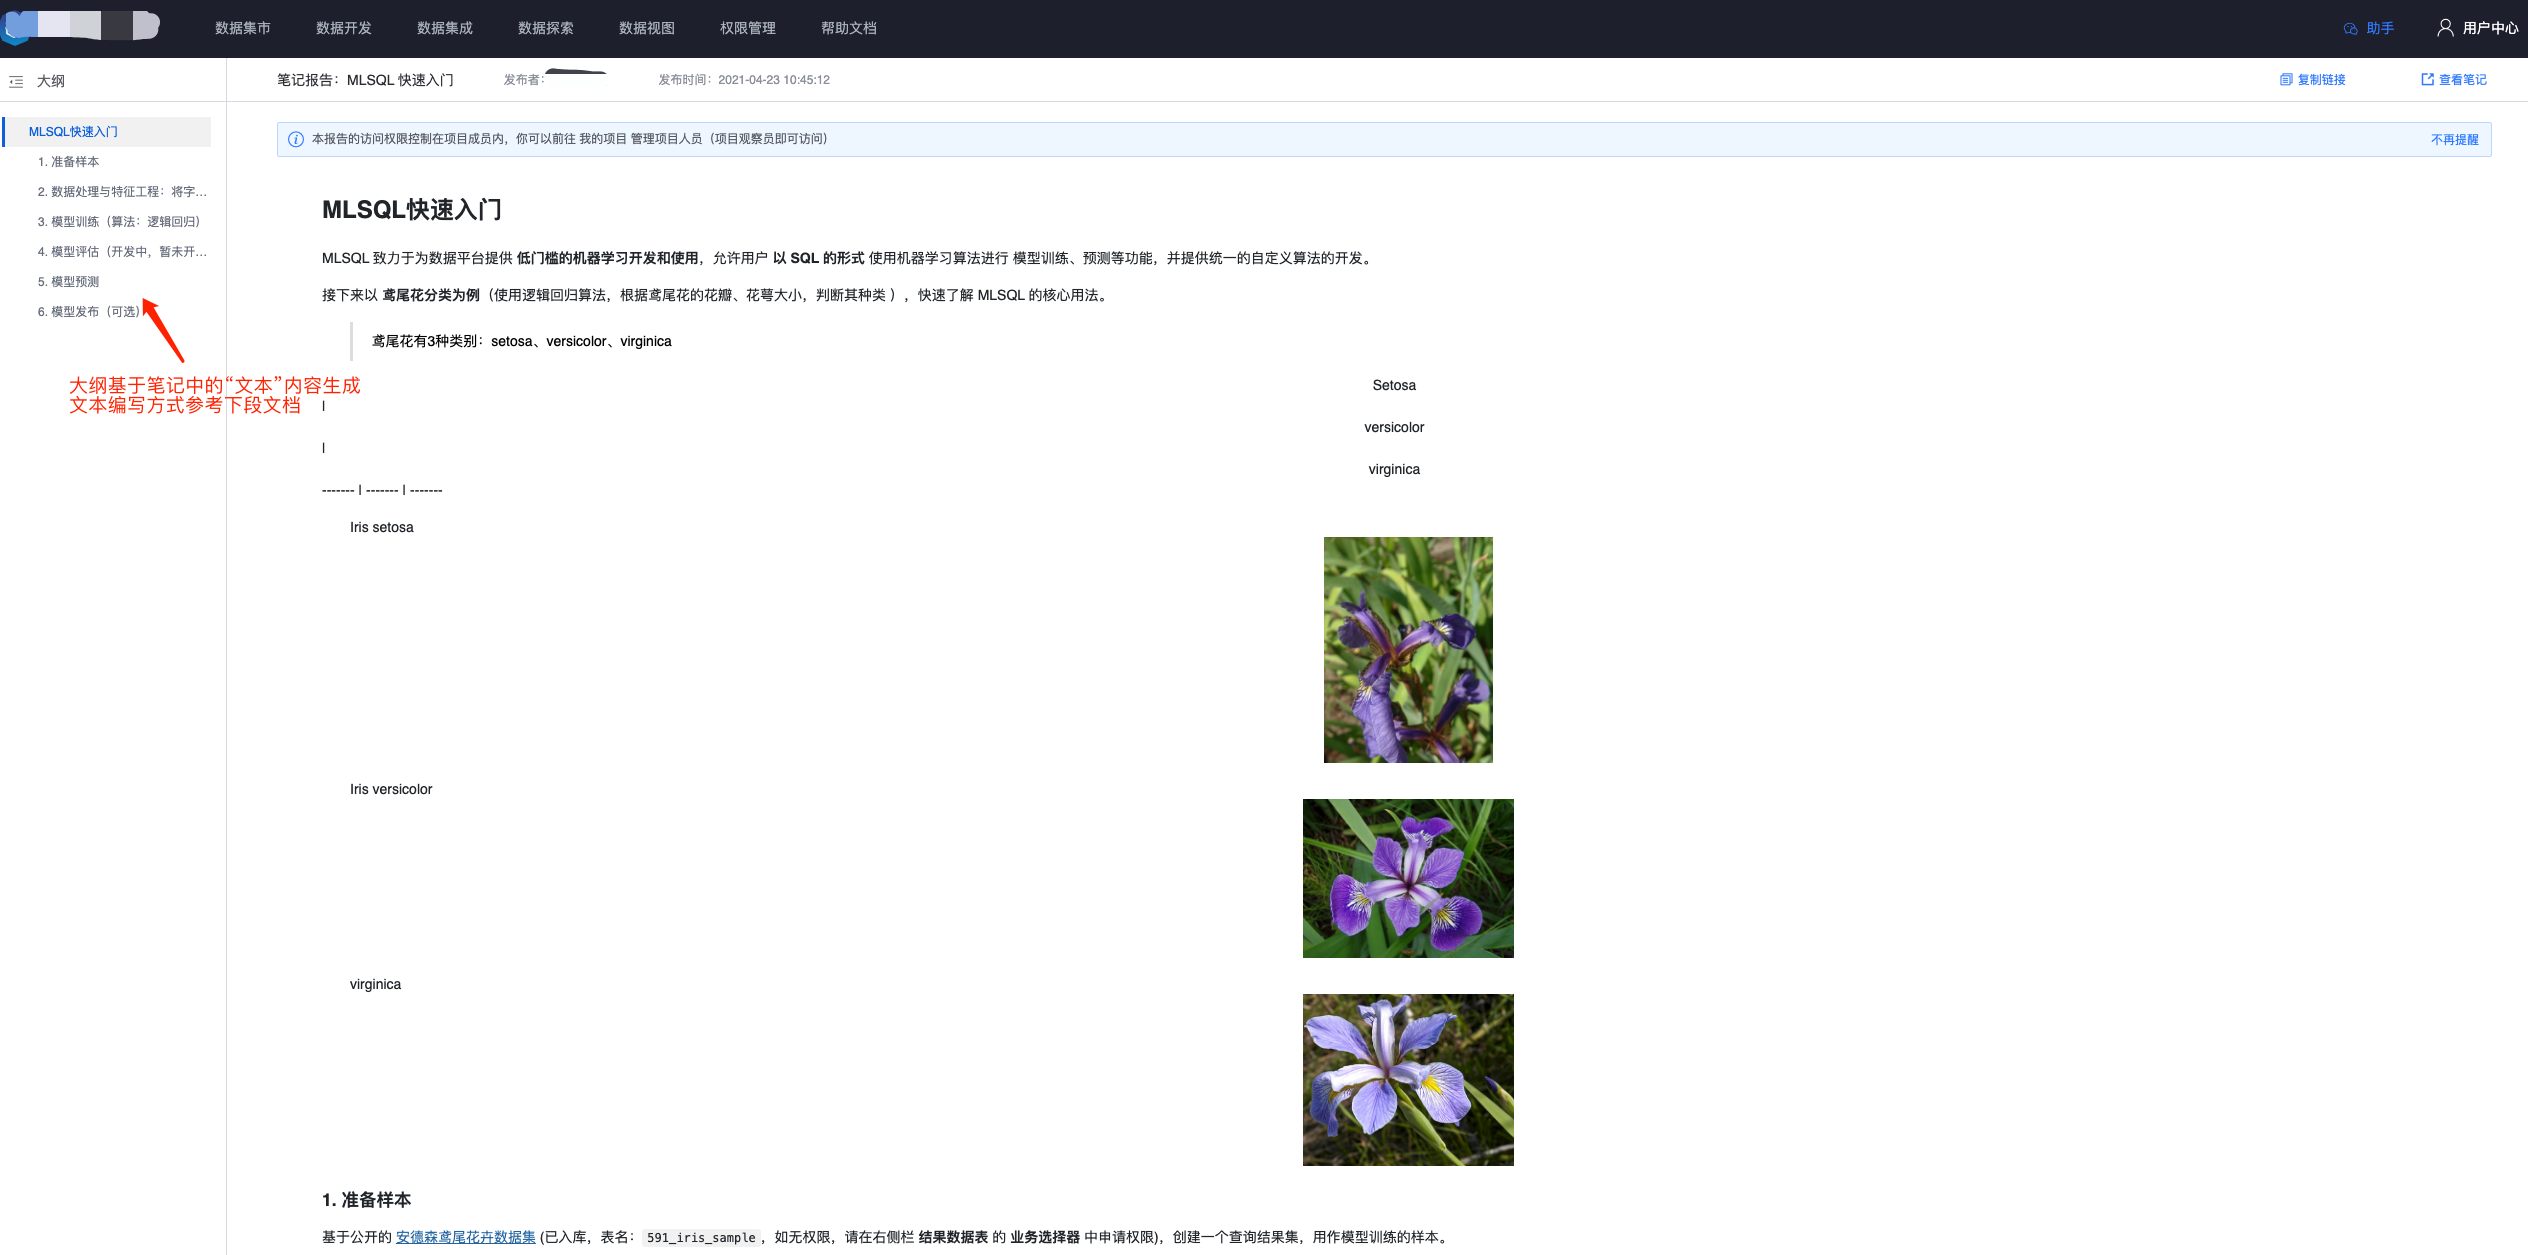 数据集市 数据开发 数据集成 数据探索 数据视图 权限管理 帮助文档 助手 用户中心
大纲
笔记报告：MLSQL 快速入门 发布者： 发布时间：2021-04-23 10:45:12 复制链接 查看笔记
MLSQL快速入门
1. 准备样本
2. 数据处理与特征工程：将字...
3. 模型训练（算法：逻辑回归）
4. 模型评估（开发中，暂未开...
5. 模型预测
6. 模型发布（可选）
大纲基于笔记中的“文本”内容生成
文本编写方式参考下段文档
本报告的访问权限控制在项目成员内，你可以前往 我的项目 管理项目人员（项目观察员即可访问） 不再提醒
MLSQL快速入门
MLSQL 致力于为数据平台提供 低门槛的机器学习开发和使用，允许用户 以 SQL 的形式 使用机器学习算法进行 模型训练、预测等功能，并提供统一的自定义算法的开发。
接下来以 鸢尾花分类为例（使用逻辑回归算法，根据鸢尾花的花瓣、花萼大小，判断其种类 ），快速了解 MLSQL 的核心用法。
鸢尾花有3种类别：setosa、versicolor、virginica
Setosa
|
versicolor
|
virginica
------- | ------- | -------
Iris setosa
Iris versicolor
virginica
1. 准备样本
基于公开的 安德森鸢尾花卉数据集 (已入库，表名： 591_iris_sample ，如无权限，请在右侧栏 结果数据表 的 业务选择器 中申请权限)，创建一个查询结果集，用作模型训练的样本。